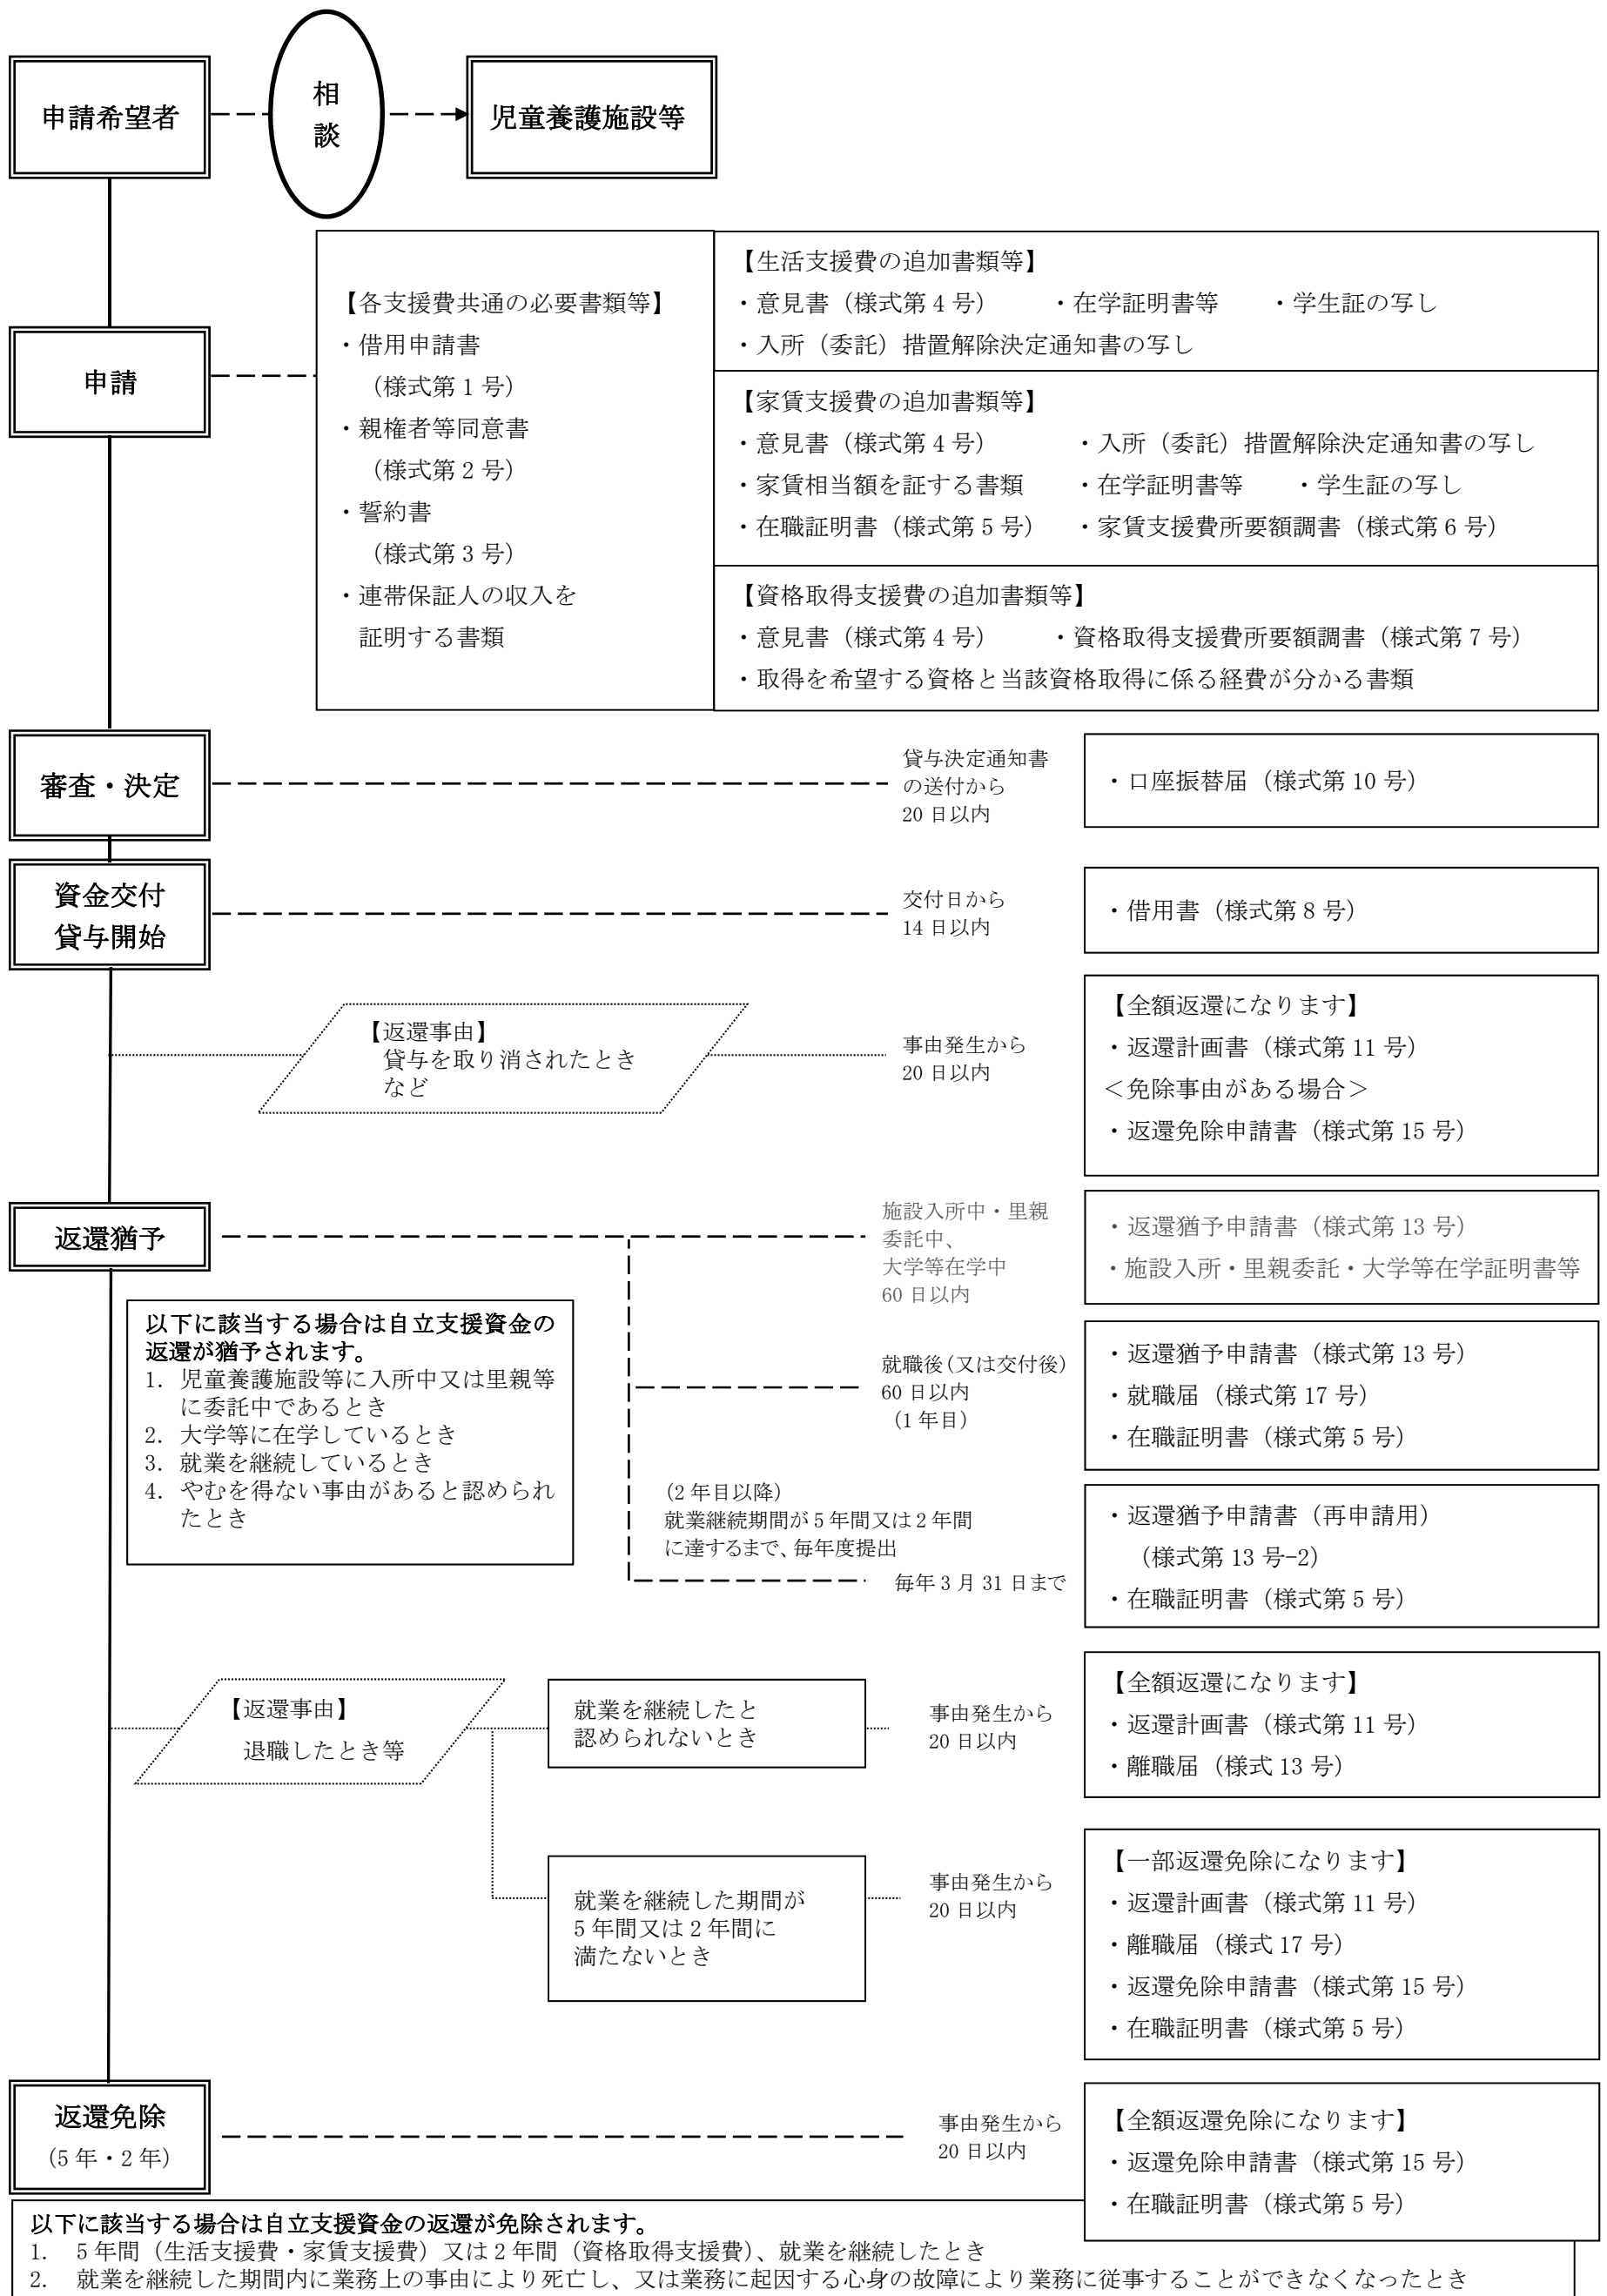 申請希望者
相
談
児童養護施設等
申請
【各支援費共通の必要書類等】
・借用申請書
（様式第１号）
・親権者等同意書
（様式第２号）
・誓約書
（様式第３号）
・連帯保証人の収入を
証明する書類
【生活支援費の追加書類等】
・意見書（様式第４号）　・在学証明書等　・学生証の写し
・入所（委託）措置解除決定通知書の写し
【家賃支援費の追加書類等】
・意見書（様式第４号）　・入所（委託）措置解除決定通知書の写し
・家賃相当額を証する書類　・在学証明書等　・学生証の写し
・在職証明書（様式第５号）　・家賃支援費所要額調書（様式第６号）
【資格取得支援費の追加書類等】
・意見書（様式第４号）　・資格取得支援費所要額調書（様式第７号）
・取得を希望する資格と当該資格取得に係る経費が分かる書類
審査・決定
貸与決定通知書
の送付から
20 日以内
・口座振替届（様式第 10 号）
資金交付
貸与開始
交付日から
14 日以内
・借用書（様式第８号）
【返還事由】
貸与を取り消されたとき
など
事由発生から
20 日以内
【全額返還になります】
・返還計画書（様式第 11 号）
＜免除事由がある場合＞
・返還免除申請書（様式第 15 号）
返還猶予
施設入所中・里親
委託中、
大学等在学中
60 日以内
・返還猶予申請書（様式第 13 号）
・施設入所・里親委託・大学等在学証明書等
以下に該当する場合は自立支援資金の
返還が猶予されます。
1. 児童養護施設等に入所中又は里親等
に委託中であるとき
2. 大学等に在学しているとき
3. 就業を継続しているとき
4. やむを得ない事由があると認められ
たとき
就職後（又は交付後）
60 日以内
（1 年目）
・返還猶予申請書（様式第 13 号）
・就職届（様式第 17 号）
・在職証明書（様式第５号）
（2 年目以降）
就業継続期間が５年間又は２年間
に達するまで、毎年度提出
毎年３月 31 日まで
・返還猶予申請書（再申請用）
（様式第 13 号-2）
・在職証明書（様式第５号）
【返還事由】
退職したとき等
就業を継続したと
認められないとき
事由発生から
20 日以内
【全額返還になります】
・返還計画書（様式第 11 号）
・離職届（様式 13 号）
就業を継続した期間が
５年間又は２年間に
満たないとき
事由発生から
20 日以内
【一部返還免除になります】
・返還計画書（様式第 11 号）
・離職届（様式 17 号）
・返還免除申請書（様式第 15 号）
・在職証明書（様式第５号）
返還免除
（5 年・２年）
事由発生から
20 日以内
【全額返還免除になります】
・返還免除申請書（様式第 15 号）
・在職証明書（様式第５号）
以下に該当する場合は自立支援資金の返還が免除されます。
1. ５年間（生活支援費・家賃支援費）又は２年間（資格取得支援費）、就業を継続したとき
2. 就業を継続した期間内に業務上の事由により死亡し、又は業務に起因する心身の故障により業務に従事することができなくなったとき